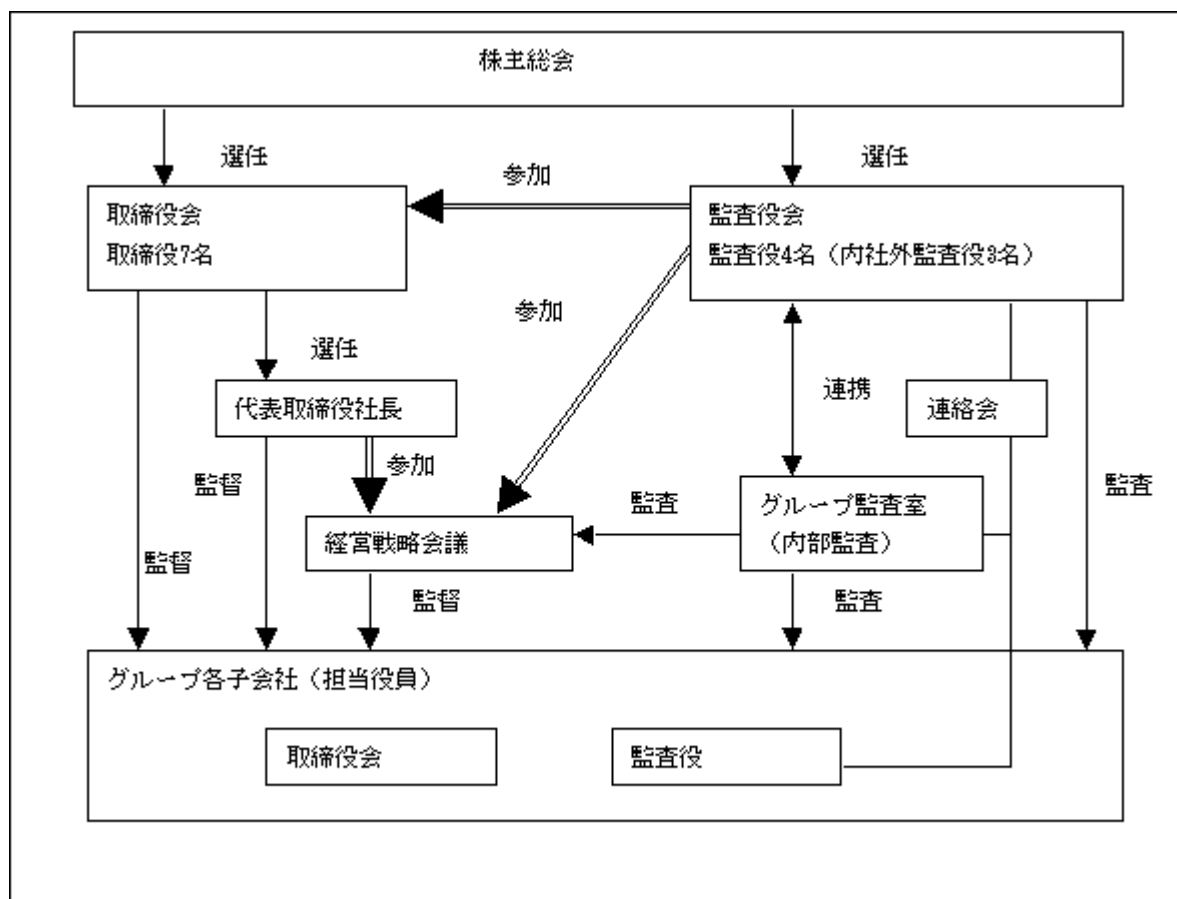 株主総会
選任
選任
参加
取締役会
取締役7名
監査役会
監査役4名（内社外監査役3名）
参加
選任
連携
代表取締役社長
連絡会
参加
監督
監査
監査
グループ監査室
（内部監査）
経営戦略会議
監督
監督
監査
グループ各子会社（担当役員）
取締役会
監査役